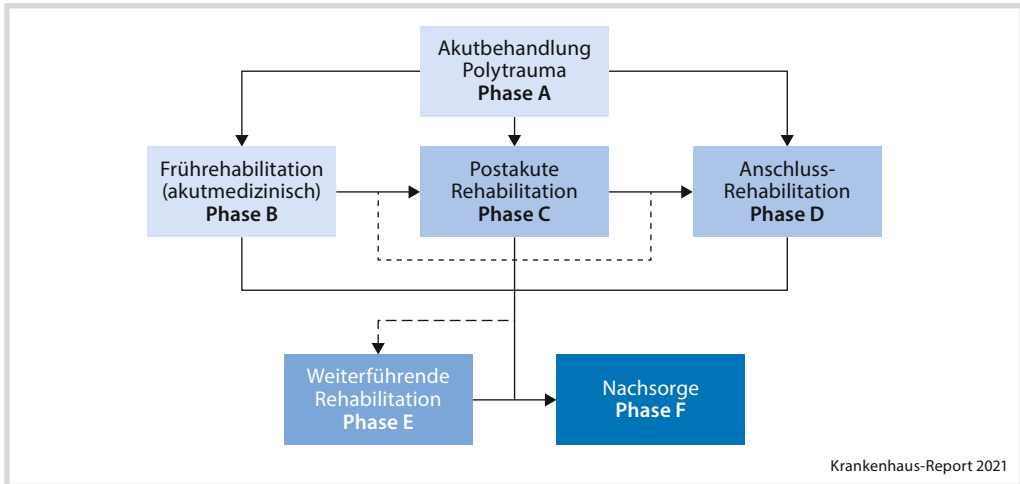 Akutbehandlung
Polytrauma
Phase A
Frührehabilitation
(akutmedizinisch)
Phase B
Postakute
Rehabilitation
Phase C
Anschluss-
Rehabilitation
Phase D
Weiterführende
Rehabilitation
Phase E
Nachsorge
Phase F
Krankenhaus-Report 2021